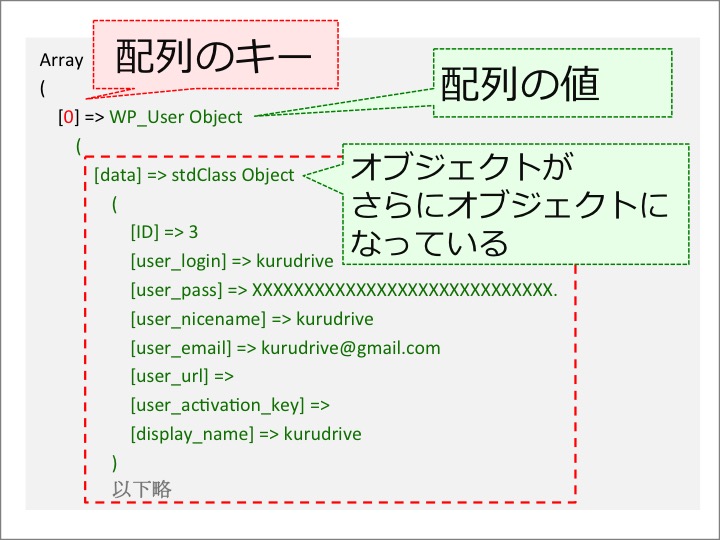 配列のキー
Array
(
配列の値
[0] => WP_User Object
(
オブジェクトが
さらにオブジェクトに
なっている
[data] => stdClass Object
(
[ID] => 3
[user_login] => kurudrive
[user_pass] => XXXXXXXXXXXXXXXXXXXXXXXXXXXXX.
[user_nicename] => kurudrive
[user_email] => kurudrive@gmail.com
[user_url] =>
[user_activation_key] =>
[display_name] => kurudrive
)
以下略